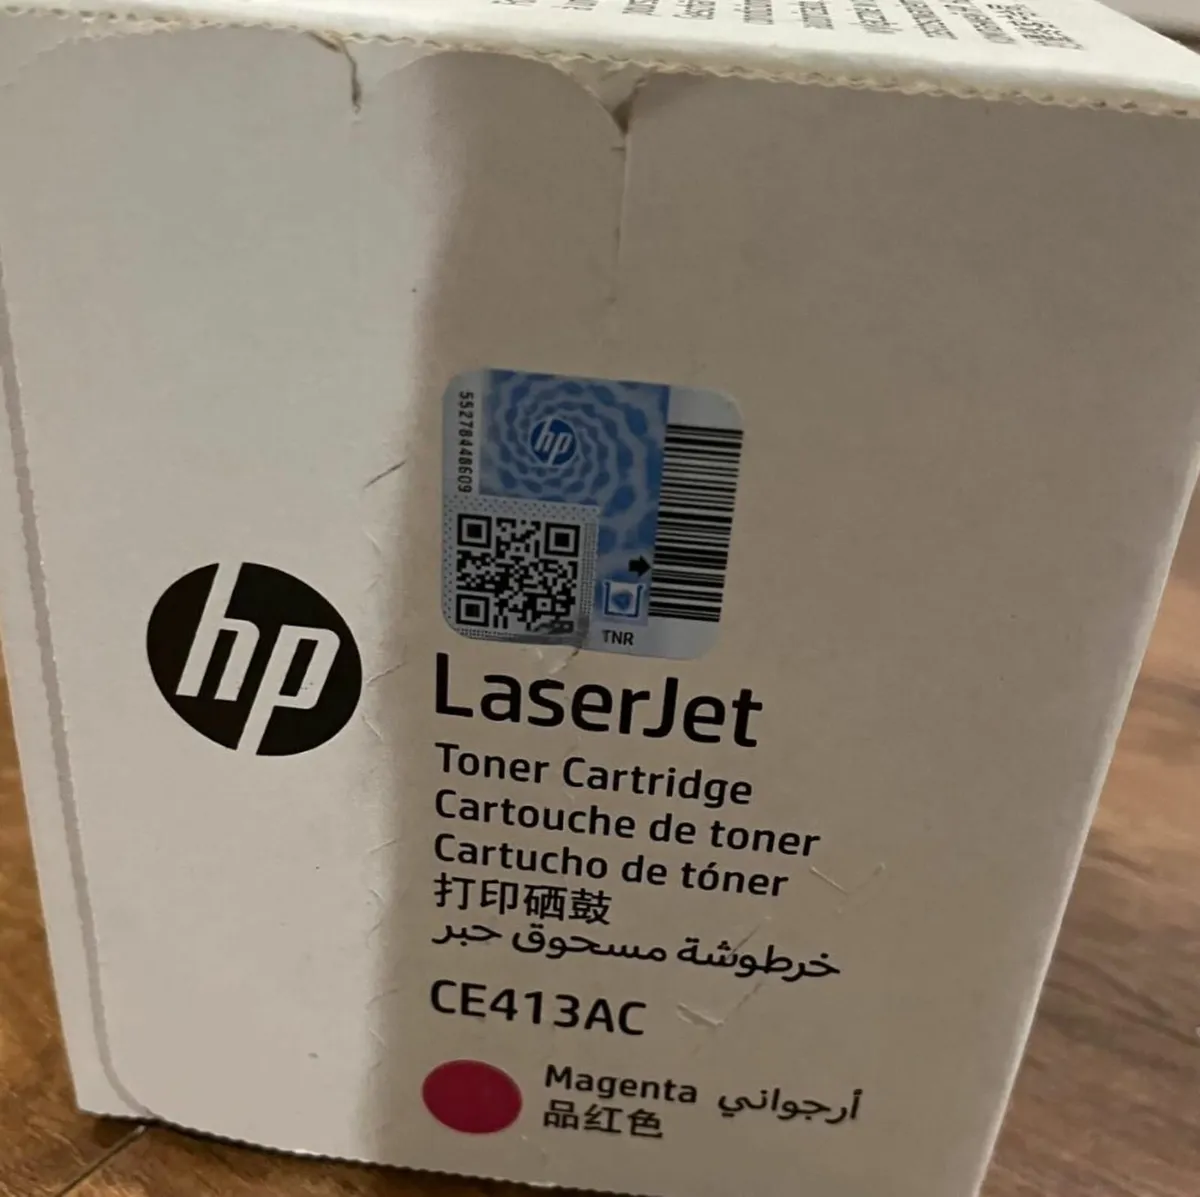 55278448609
hp
TNR
hp
LaserJet
Toner Cartridge
Cartouche de toner
Cartucho de tóner
打印硒鼓
خرطوشة مسحوق حبر
CE413AC
Magenta أرجواني
品红色